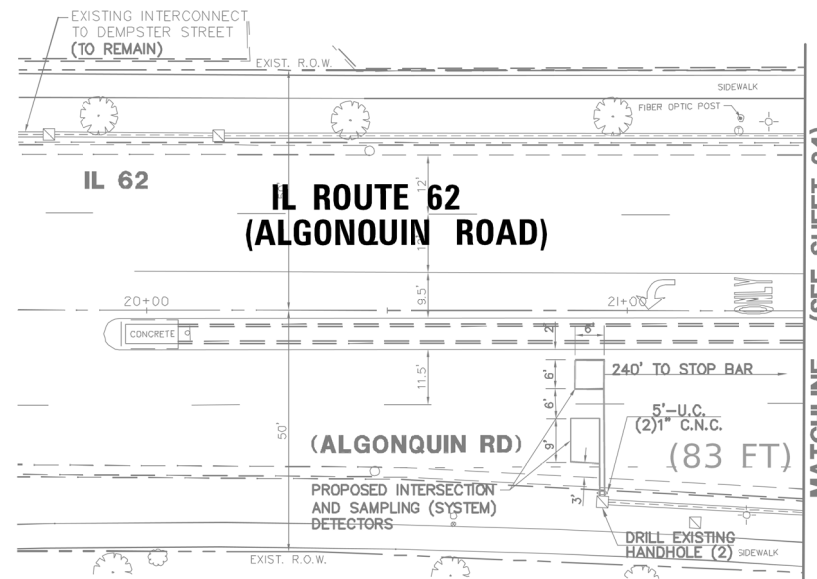 EXISTING INTERCONNECT
TO DEMPSTER STREET
(TO REMAIN)
EXIST. R.O.W.
SIDEWALK
FIBER OPTIC POST
IL 62
IL ROUTE 62
(ALGONQUIN ROAD)
12'
9.5'
20+00
21+00
ONLY
CONCRETE
2'
6'
11.5'
6'
6'
9'
3'
50'
240' TO STOP BAR
5'-U.C.
(2)1" C.N.C.
(83 FT)
(ALGONQUIN RD)
PROPOSED INTERSECTION
AND SAMPLING (SYSTEM)
DETECTORS
DRILL EXISTING
HANDHOLE (2)
SIDEWALK
EXIST. R.O.W.